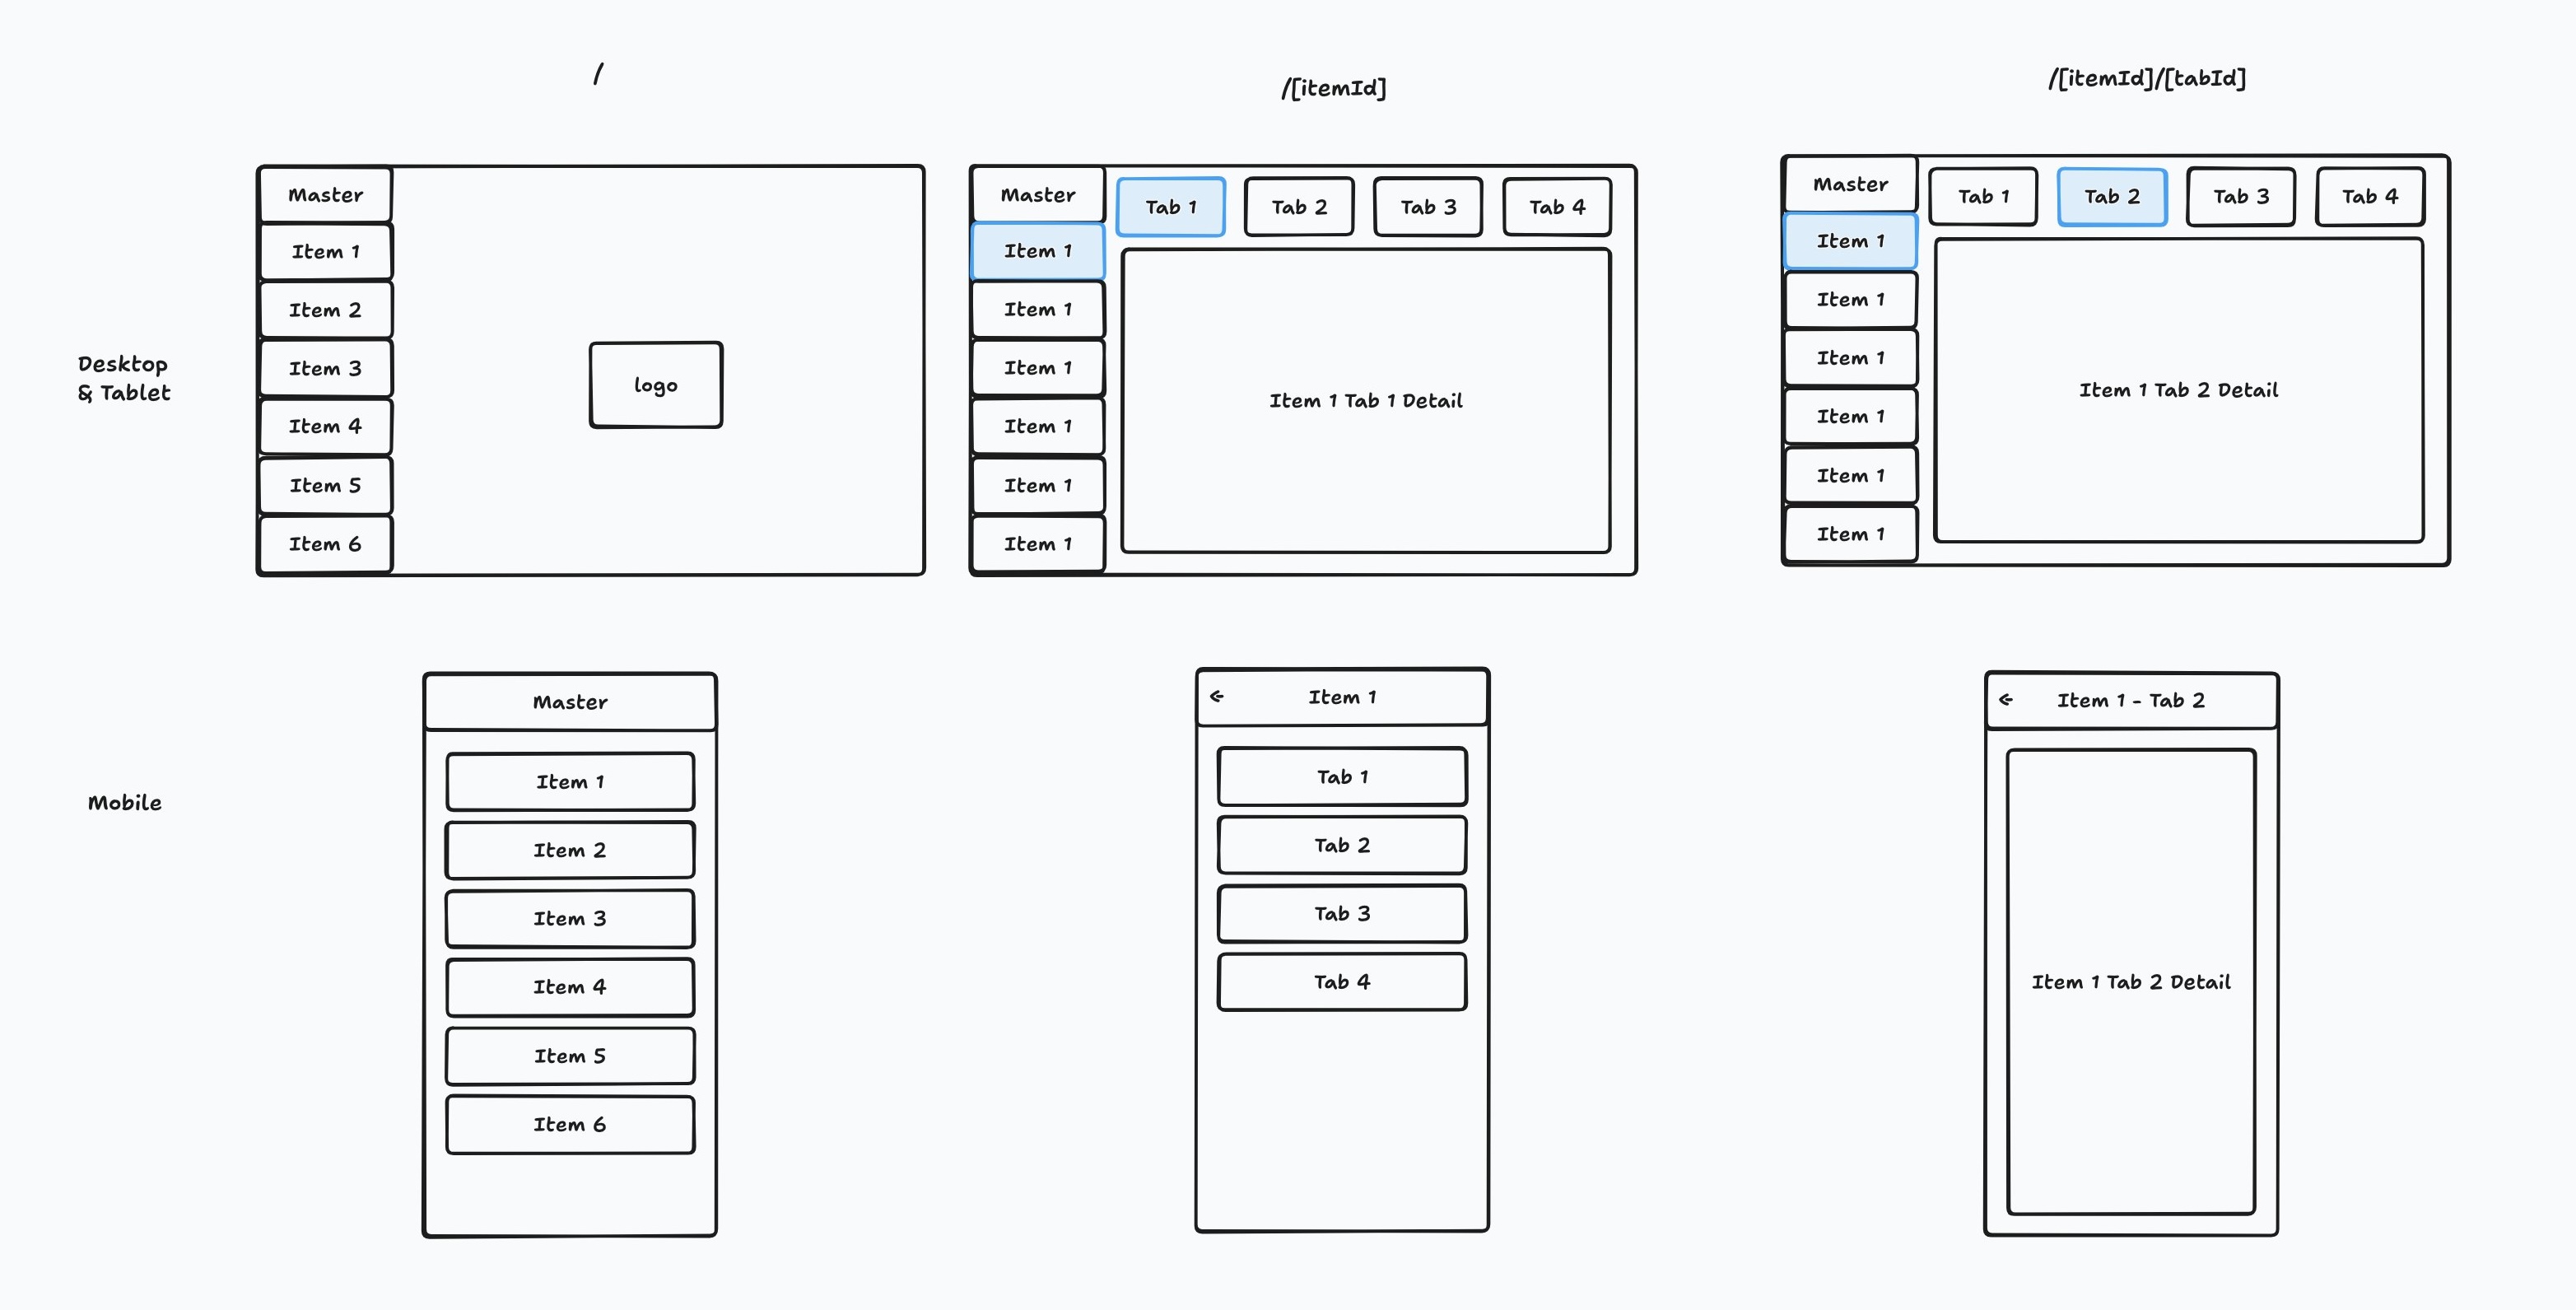 /
/[itemId]
/[itemId]/[tabId]
Desktop
& Tablet
Master
Item 1
Item 2
Item 3
Item 4
Item 5
Item 6
logo
Master
Item 1
Item 1
Item 1
Item 1
Item 1
Item 1
Tab 1
Tab 2
Tab 3
Tab 4
Item 1 Tab 1 Detail
Master
Item 1
Item 1
Item 1
Item 1
Item 1
Item 1
Tab 1
Tab 2
Tab 3
Tab 4
Item 1 Tab 2 Detail
Mobile
Master
Item 1
Item 2
Item 3
Item 4
Item 5
Item 6
Item 1
Tab 1
Tab 2
Tab 3
Tab 4
Item 1 - Tab 2
Item 1 Tab 2 Detail